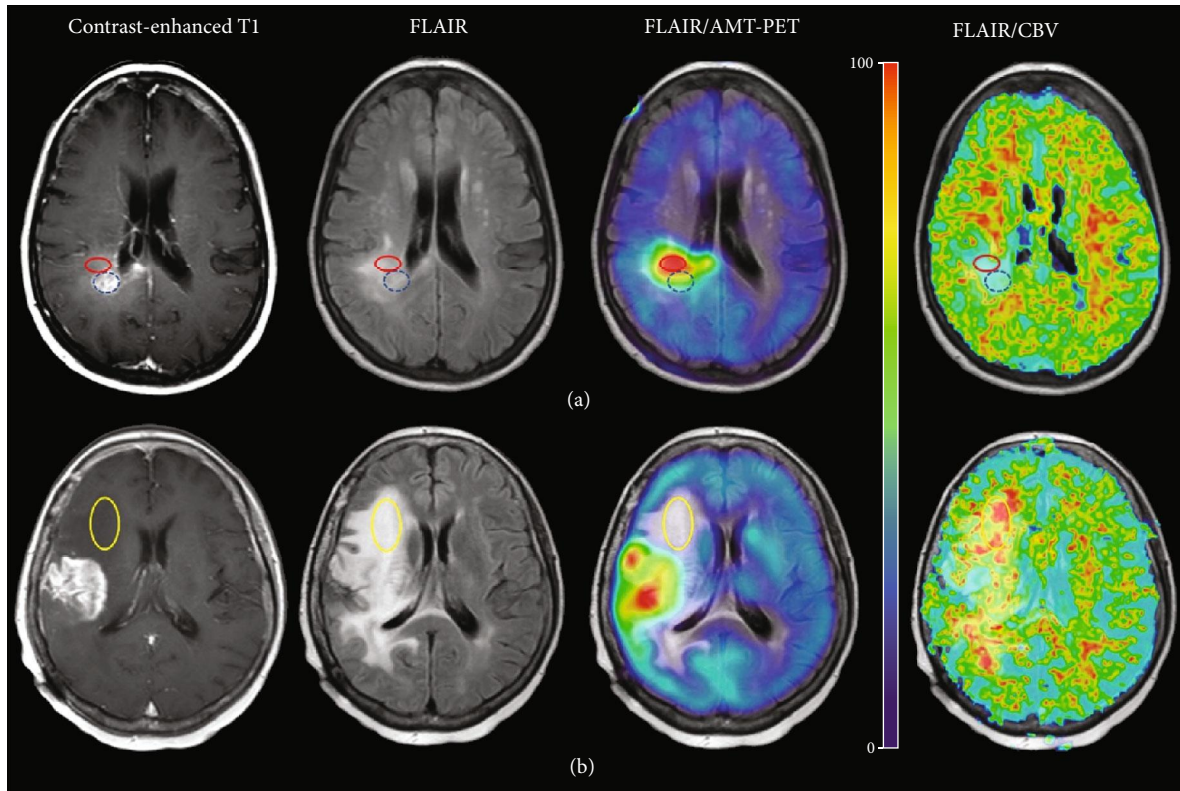 Contrast-enhanced T1 FLAIR FLAIR/AMT-PET FLAIR/CBV
100
(a)
0
(b)